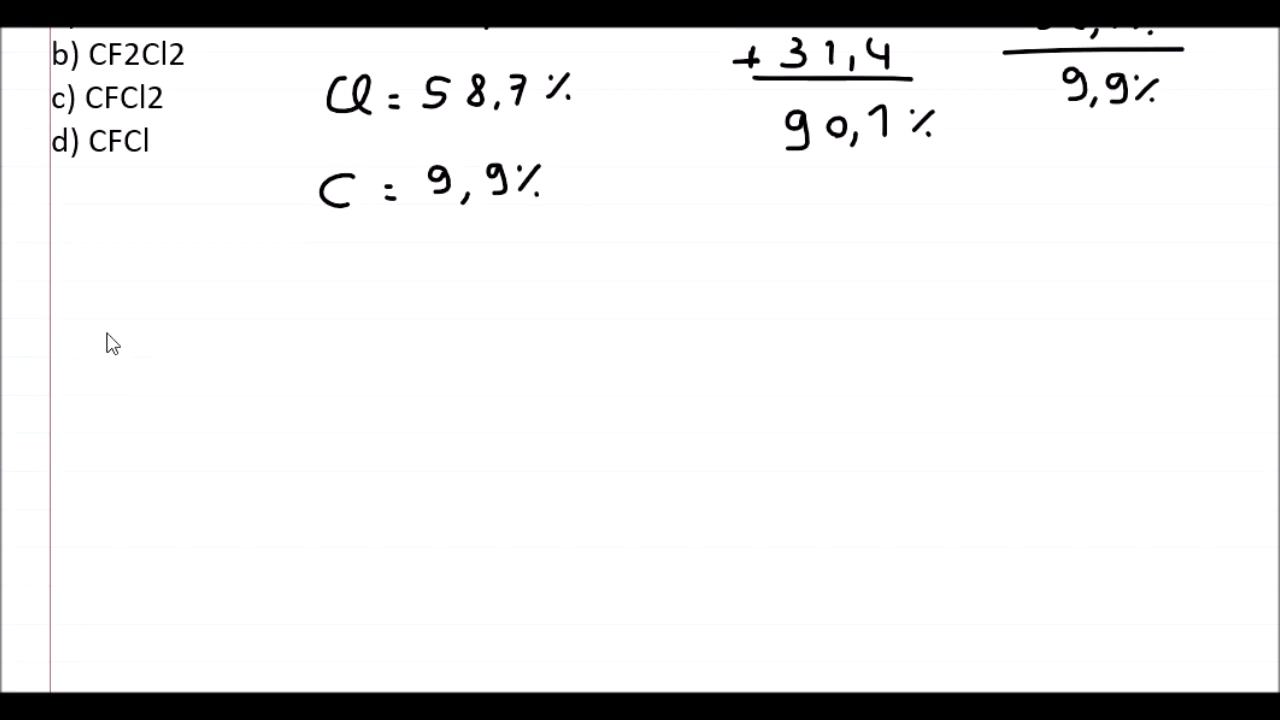 b) CF2Cl2
c) CFCl2
d) CFCl
Cl = 58,7 %
C = 9,9%
+ 31,4
90,1 %
9,9%